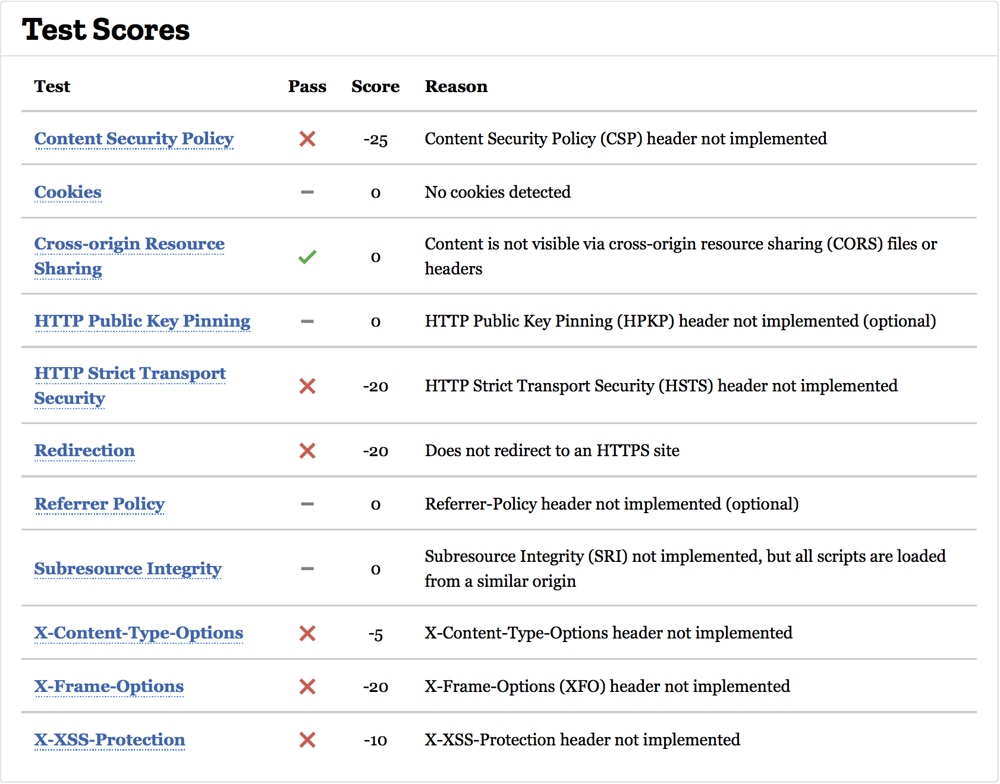 Test Scores
Test Pass Score Reason
Content Security Policy -25 Content Security Policy (CSP) header not implemented
Cookies 0 No cookies detected
Cross-origin Resource
Sharing
0
Content is not visible via cross-origin resource sharing (CORS) files or
headers
HTTP Public Key Pinning 0 HTTP Public Key Pinning (HPKP) header not implemented (optional)
HTTP Strict Transport
Security
-20 HTTP Strict Transport Security (HSTS) header not implemented
Redirection -20 Does not redirect to an HTTPS site
Referrer Policy 0 Referrer-Policy header not implemented (optional)
Subresource Integrity 0
Subresource Integrity (SRI) not implemented, but all scripts are loaded
from a similar origin
X-Content-Type-Options -5 X-Content-Type-Options header not implemented
X-Frame-Options -20 X-Frame-Options (XFO) header not implemented
X-XSS-Protection -10 X-XSS-Protection header not implemented